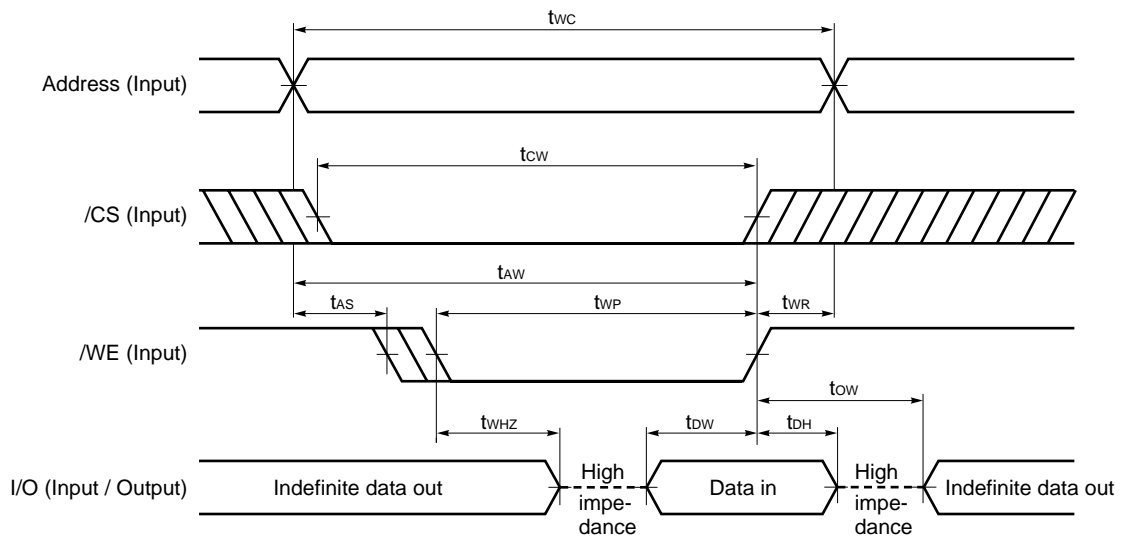 tWC
Address (Input)
tCW
/CS (Input)
tAW
tAS
tWP
tWR
/WE (Input)
tOW
tWHZ
tDW
tDH
I/O (Input / Output)
Indefinite data out
High
impe-
dance
Data in
High
impe-
dance
Indefinite data out